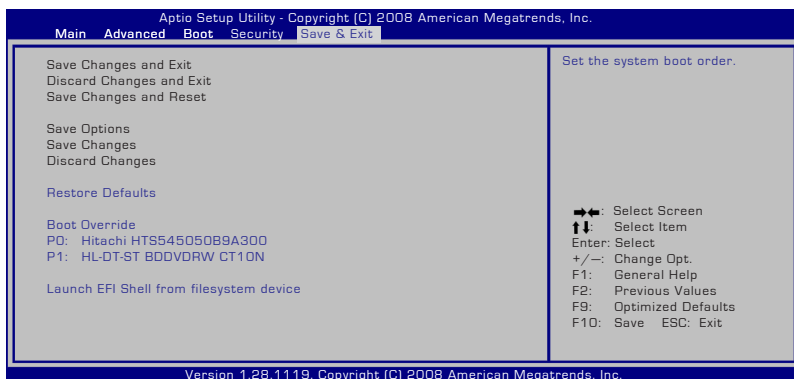 Aptio Setup Utility - Copyright (C) 2008 American Megatrends, Inc.
Main Advanced Boot Security Save & Exit
Save Changes and Exit
Discard Changes and Exit
Save Changes and Reset
Save Options
Save Changes
Discard Changes
Restore Defaults
Boot Override
P0: Hitachi HTS545050B9A300
P1: HL-DT-ST BDDVDRW CT10N
Launch EFI Shell from filesystem device
Set the system boot order.
→←: Select Screen
↑↓: Select Item
Enter: Select
+/—: Change Opt.
F1: General Help
F2: Previous Values
F9: Optimized Defaults
F10: Save ESC: Exit
Version 1.28.1119. Copyright (C) 2008 American Megatrends, Inc.